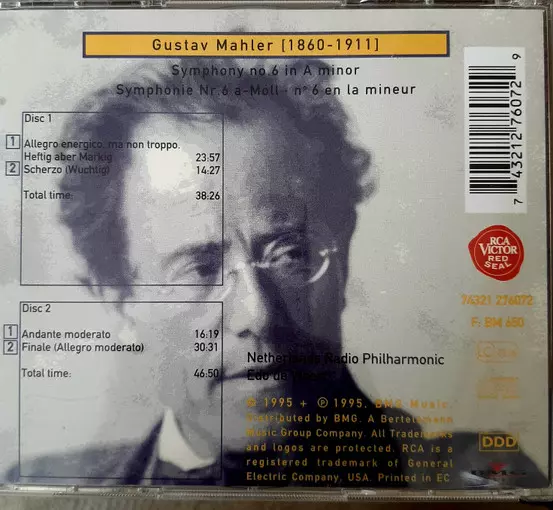 Gustav Mahler [1860-1911]
Symphony no.6 in A minor
Symphonie Nr.6 a-Moll · n° 6 en la mineur
Disc 1
1 Allegro energico, ma non troppo.
Heftig aber Markig 23:57
2 Scherzo (Wuchtig) 14:27
Total time: 38:26
Disc 2
1 Andante moderato 16:19
2 Finale (Allegro moderato) 30:31
Total time: 46:50
7 43212 76072 9
RCA
VICTOR
RED
SEAL
74321 276072
F: BM 650
Netherlands Radio Philharmonic
Edo de
© 1995 + ℗ 1995, BMG Music.
Distributed by BMG. A Bertelsmann
Music Group Company. All Trademarks
and logos are protected. RCA is a
registered trademark of General
Electric Company, USA. Printed in EC
DDD
BMG